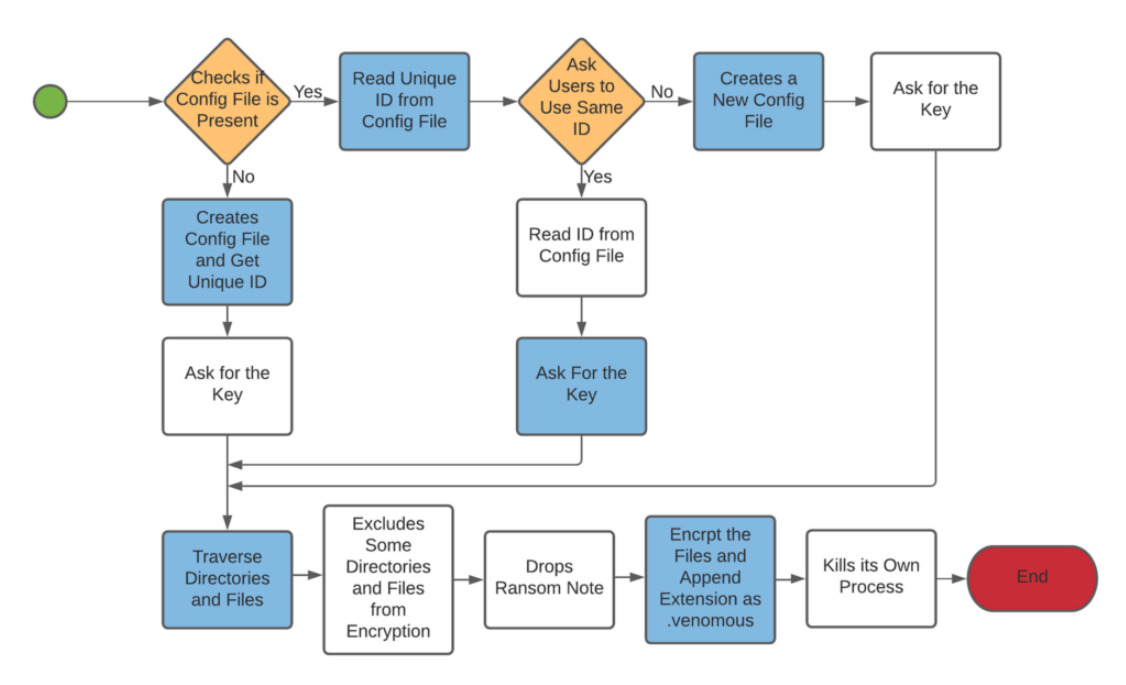 Checks if
Config File is
Present
Yes
Read Unique
ID from
Config File
Ask
Users to
Use Same
ID
No
Creates a
New Config
File
Ask for the
Key
No
Yes
Creates
Config File
and Get
Unique ID
Read ID from
Config File
Ask for the
Key
Ask For the
Key
Traverse
Directories
and Files
Excludes
Some
Directories
and Files
from
Encryption
Drops
Ransom Note
Encrpt the
Files and
Append
Extension as
.venomous
Kills its Own
Process
End